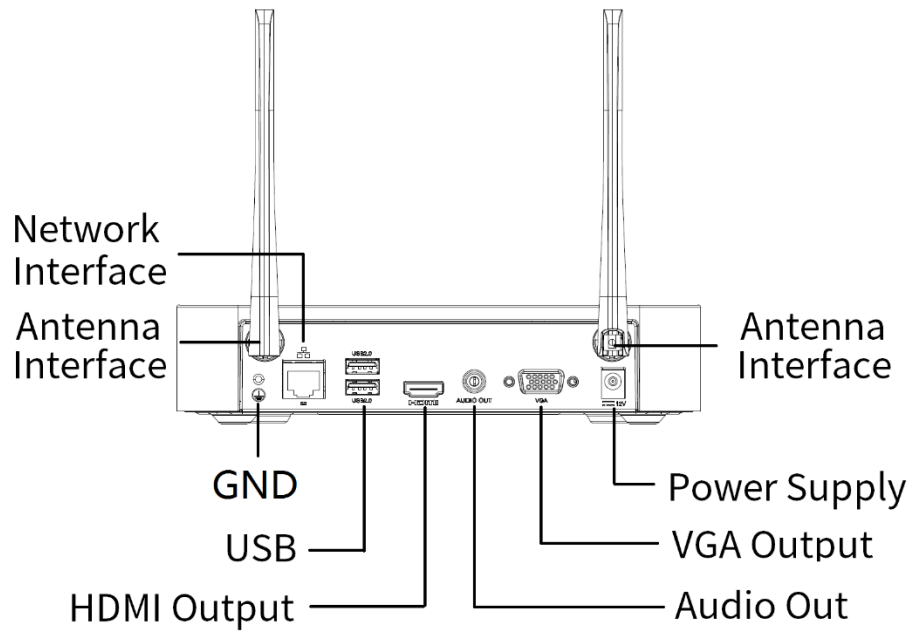 Network
Interface
Antenna
Interface
Antenna
Interface
USB2.0
USB2.0
HDMI
AUDIO OUT
VGA
12V
GND
Power Supply
USB
VGA Output
HDMI Output
Audio Out